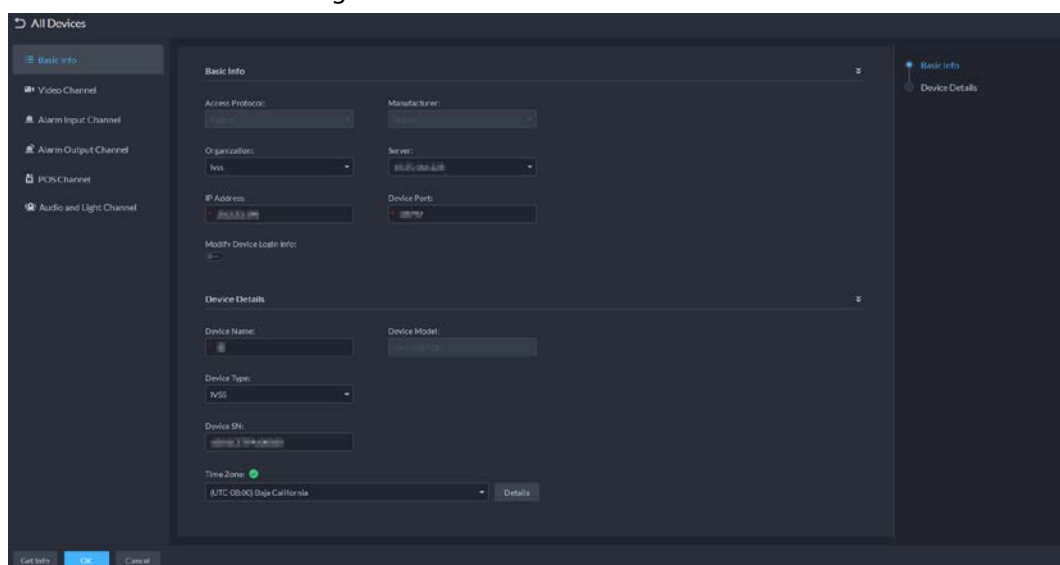 All Devices
Basic Info
Video Channel
Alarm Input Channel
Alarm Output Channel
POS Channel
Audio and Light Channel
Basic Info
Access Protocol:
Manufacturer:
Organization:
Server:
IP Address:
Device Port:
Modify Device Login Info:
Device Details
Device Name:
Device Model:
Device Type:
IVSS
Device SN:
Time Zone:
(UTC-08:00) Baja California
Details
Basic Info
Device Details
Get Info
OK
Cancel